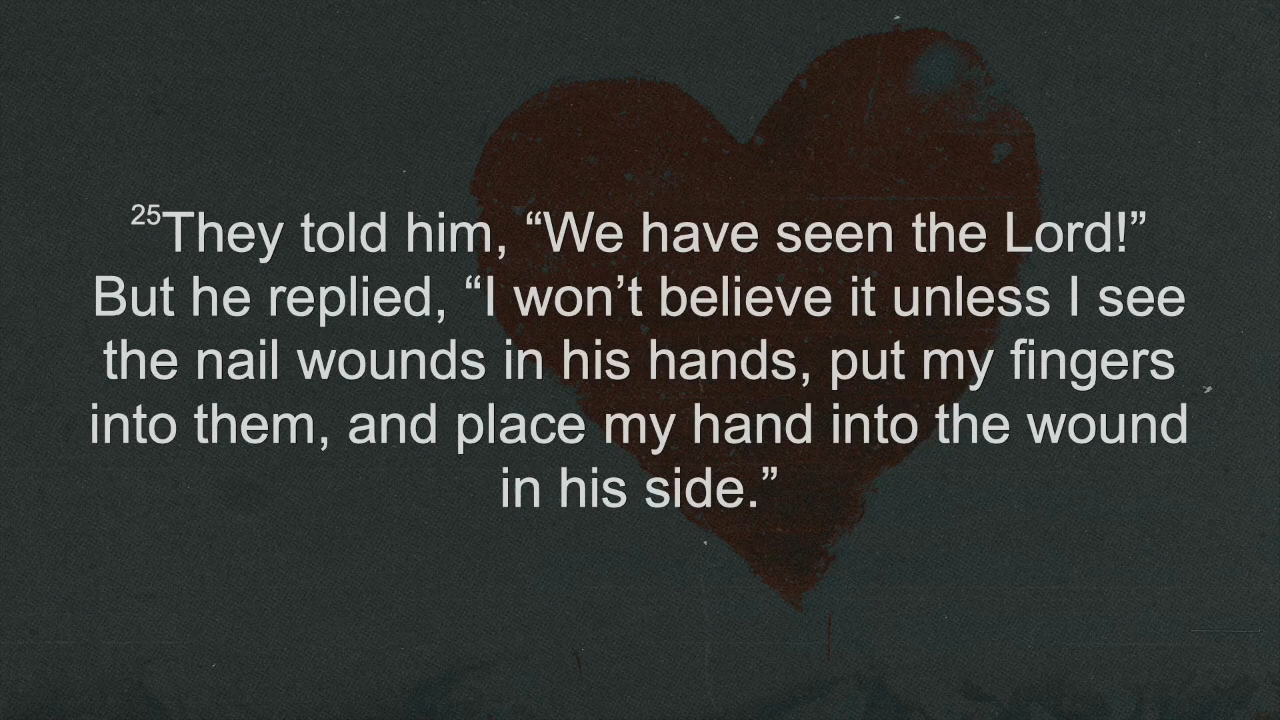 25They told him, “We have seen the Lord!”
But he replied, “I won’t believe it unless I see
the nail wounds in his hands, put my fingers
into them, and place my hand into the wound
in his side.”